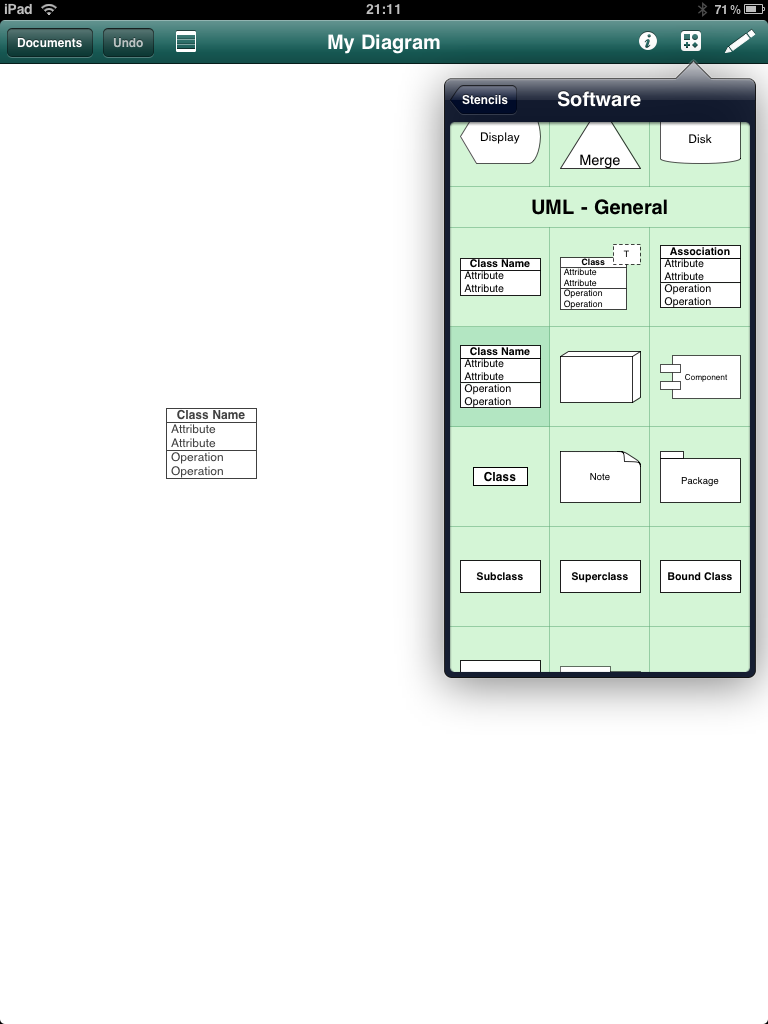 iPad 21:11 71 %
Documents Undo My Diagram i
Stencils Software
Display Merge Disk
UML - General
Class Name
Attribute
Attribute
T
Class
Attribute
Attribute
Operation
Operation
Association
Attribute
Attribute
Operation
Operation
Class Name
Attribute
Attribute
Operation
Operation
Component
Class
Note
Package
Subclass
Superclass
Bound Class
Class Name
Attribute
Attribute
Operation
Operation